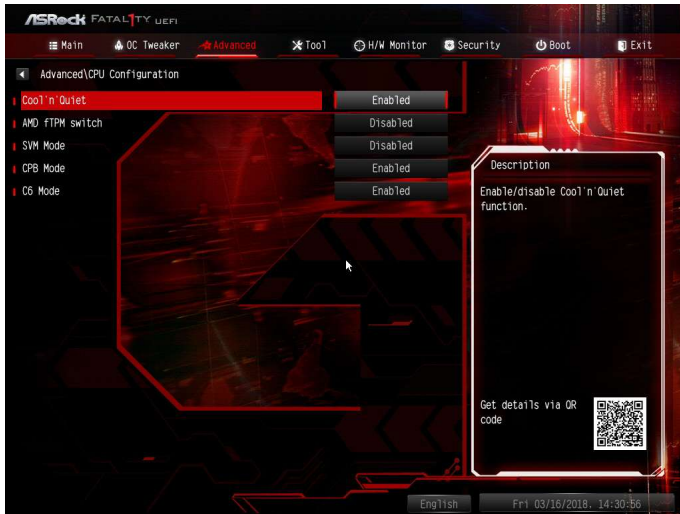 ASRock FATAL1TY UEFI
Main OC Tweaker Advanced Tool H/W Monitor Security Boot Exit
Advanced\CPU Configuration
Cool'n'Quiet Enabled
AMD fTPM switch Disabled
SVM Mode Disabled
CPB Mode Enabled
C6 Mode Enabled
Description
Enable/disable Cool'n'Quiet
function.
Get details via QR
code
English Fri 03/16/2018. 14:30:56